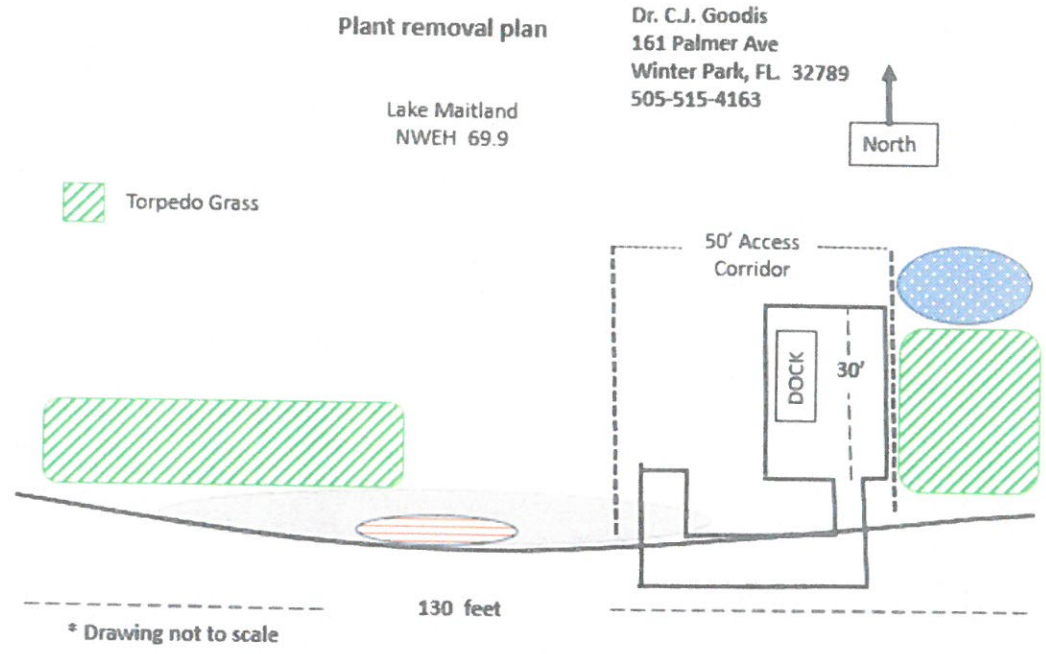 Plant removal plan
Dr. C.J. Goodis
161 Palmer Ave
Winter Park, FL. 32789
505-515-4163
Lake Maitland
NWEH 69.9
North
Torpedo Grass
50' Access
Corridor
DOCK
30'
130 feet
* Drawing not to scale